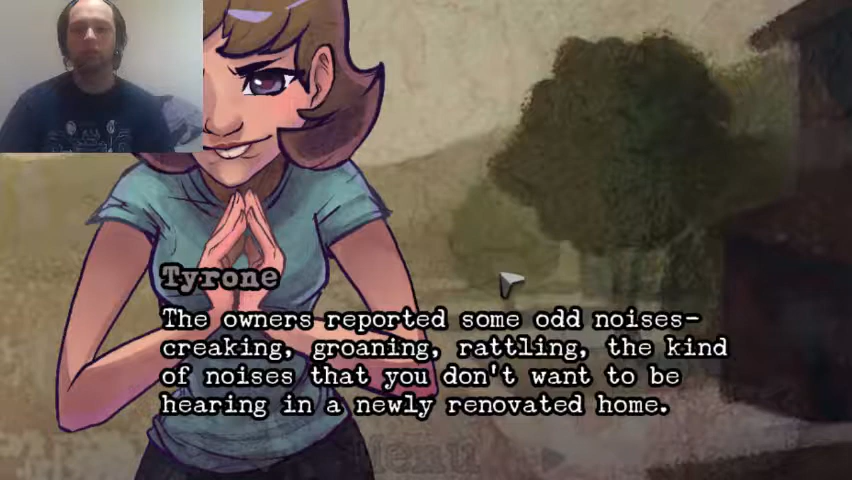 Tyrone
The owners reported some odd noises-
creaking, groaning, rattling, the kind
of noises that you don't want to be
hearing in a newly renovated home.
Menu